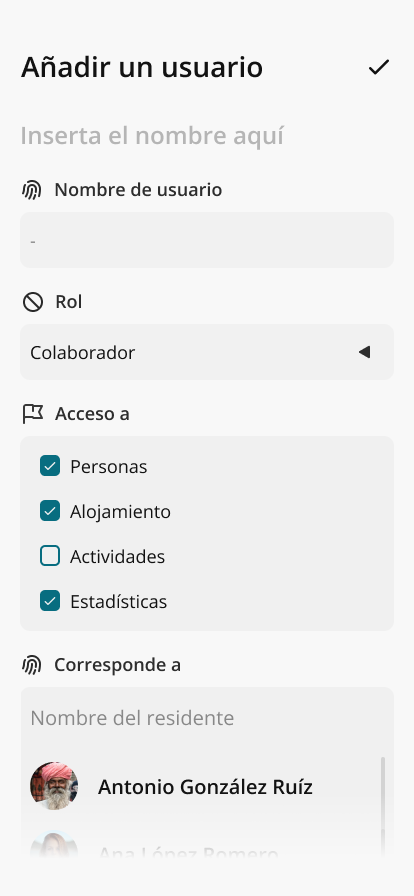 Añadir un usuario
Inserta el nombre aquí
Nombre de usuario
-
Rol
Colaborador
Acceso a
Personas
Alojamiento
Actividades
Estadísticas
Corresponde a
Nombre del residente
Antonio González Ruíz
Ana López Romero